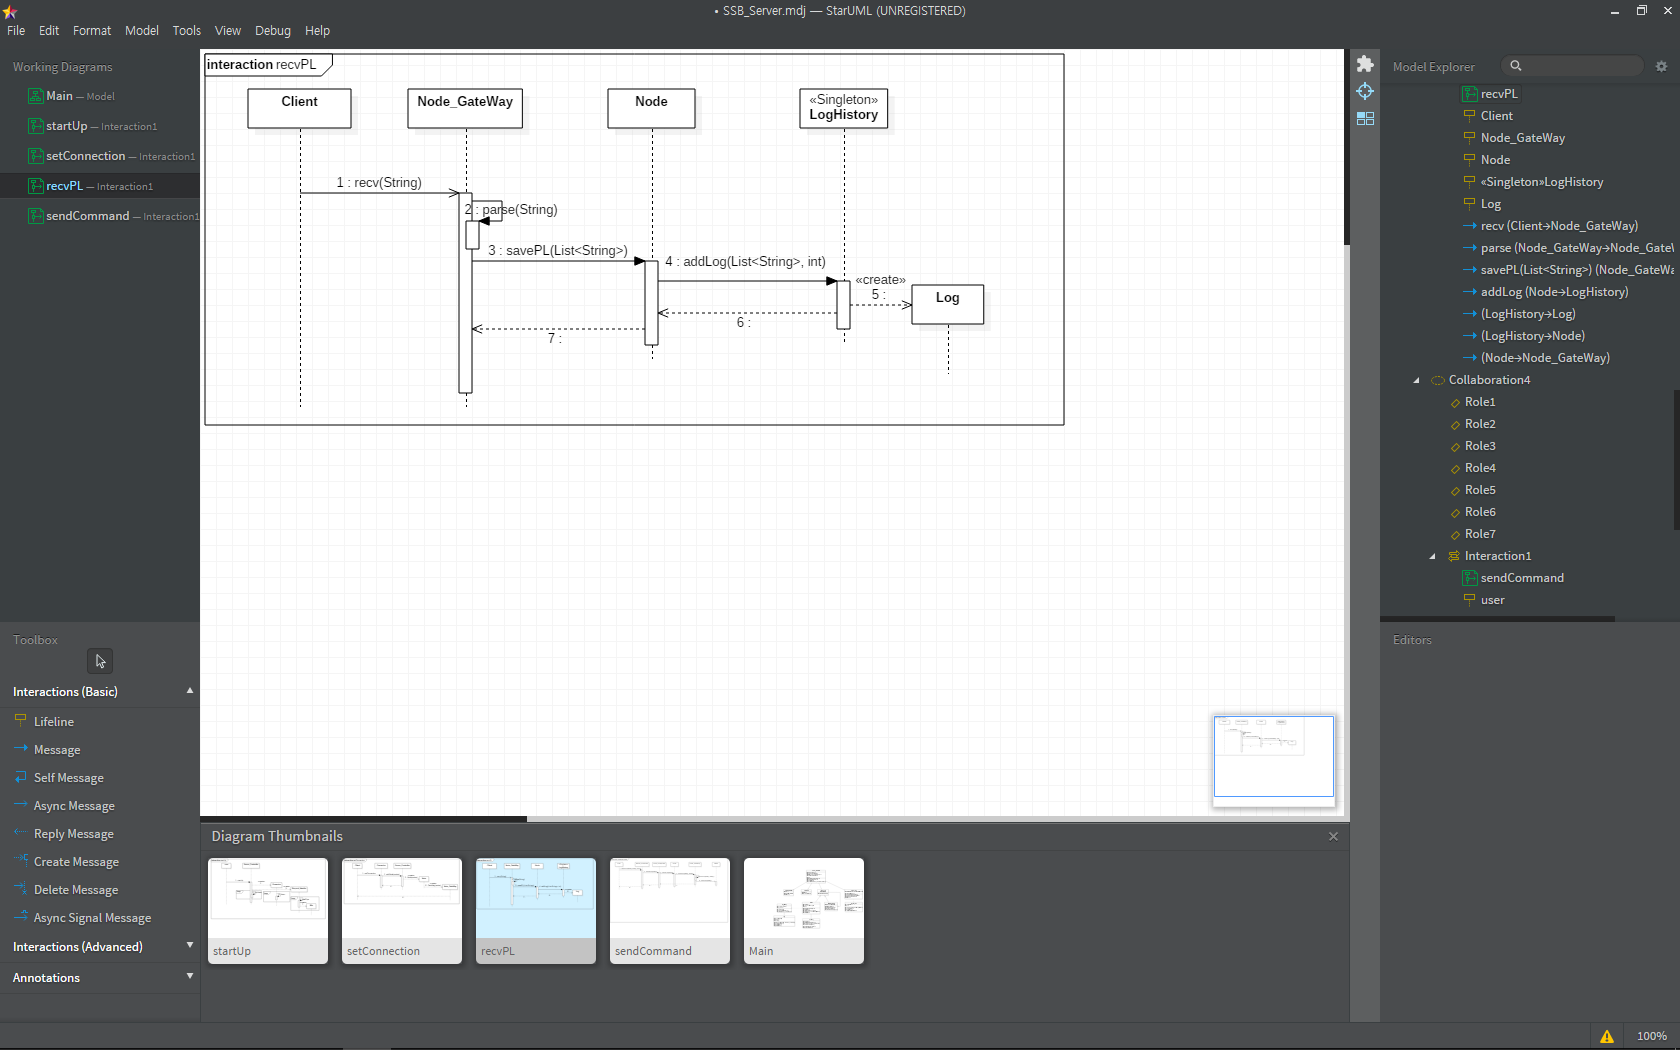 • SSB_Server.mdj — StarUML (UNREGISTERED)
File Edit Format Model Tools View Debug Help
Working Diagrams
Main — Model
startUp — Interaction1
setConnection — Interaction1
recvPL — Interaction1
sendCommand — Interaction1
Toolbox
Interactions (Basic)
Lifeline
Message
Self Message
Async Message
Reply Message
Create Message
Delete Message
Async Signal Message
Interactions (Advanced)
Annotations
interaction recvPL
Client
Node_GateWay
Node
«Singleton»
LogHistory
1 : recv(String)
2 : parse(String)
3 : savePL(List<String>)
4 : addLog(List<String>, int)
«create»
5 :
Log
6 :
7 :
Diagram Thumbnails
startUp
setConnection
recvPL
sendCommand
Main
Model Explorer
recvPL
Client
Node_GateWay
Node
«Singleton»LogHistory
Log
recv (Client→Node_GateWay)
parse (Node_GateWay→Node_GateW
savePL(List<String>) (Node_GateWa
addLog (Node→LogHistory)
(LogHistory→Log)
(LogHistory→Node)
(Node→Node_GateWay)
Collaboration4
Role1
Role2
Role3
Role4
Role5
Role6
Role7
Interaction1
sendCommand
user
Editors
100%